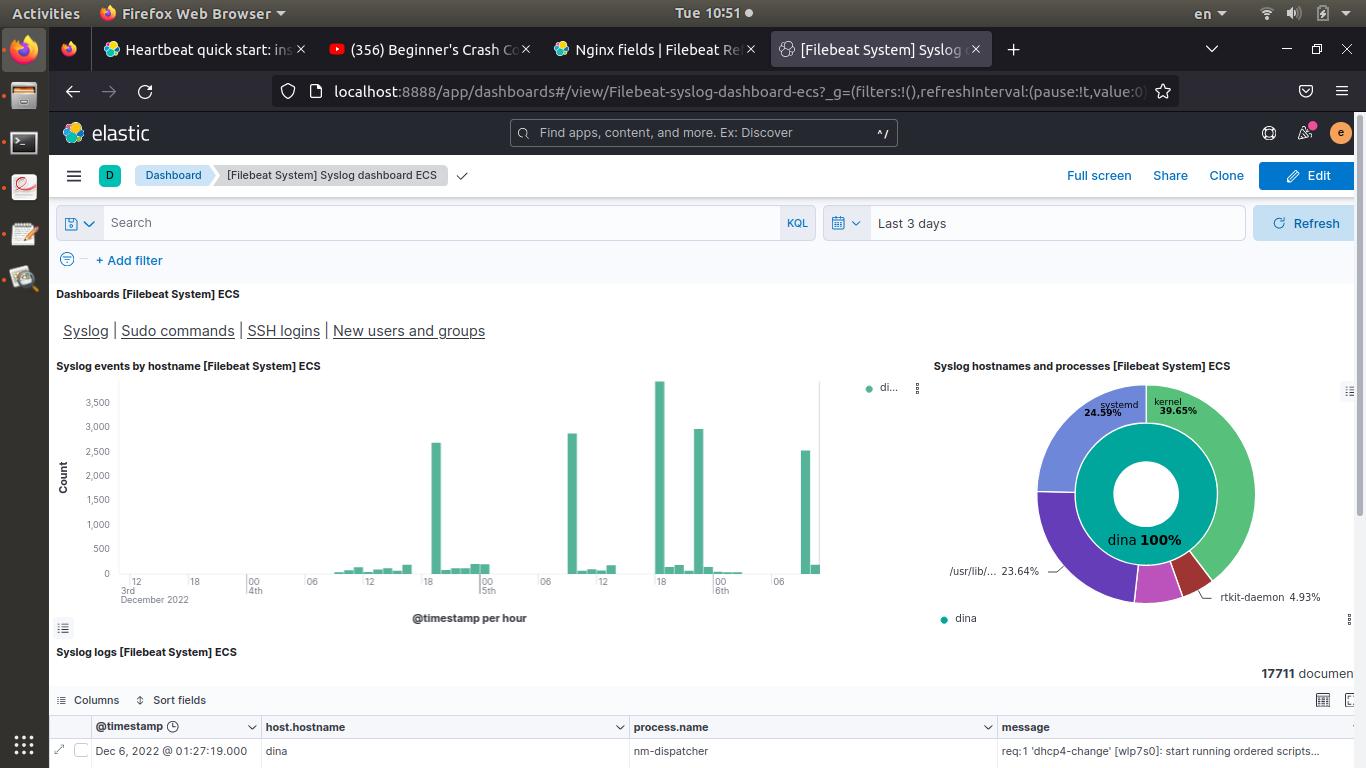 Activities Firefox Web Browser Tue 10:51 en
Heartbeat quick start: ins (356) Beginner's Crash Co Nginx fields | Filebeat Ref [Filebeat System] Syslog d
localhost:8888/app/dashboards#/view/Filebeat-syslog-dashboard-ecs?_g=(filters:!(),refreshInterval:(pause:!t,value:0)
elastic Find apps, content, and more. Ex: Discover ^/ e
D Dashboard [Filebeat System] Syslog dashboard ECS Full screen Share Clone Edit
Search KQL Last 3 days Refresh
+ Add filter
Dashboards [Filebeat System] ECS
Syslog | Sudo commands | SSH logins | New users and groups
Syslog events by hostname [Filebeat System] ECS
3,500
3,000
2,500
2,000
1,500
1,000
500
0
Count
12 18 00 06 12 18 00 06 12 18 00 06
3rd 4th 5th 6th
December 2022
@timestamp per hour
di...
Syslog hostnames and processes [Filebeat System] ECS
systemd
24.59%
kernel
39.65%
dina 100%
/usr/lib/... 23.64%
rtkit-daemon 4.93%
dina
Syslog logs [Filebeat System] ECS
17711 documen
Columns Sort fields
@timestamp host.hostname process.name message
Dec 6, 2022 @ 01:27:19.000 dina nm-dispatcher req:1 'dhcp4-change' [wlp7s0]: start running ordered scripts...